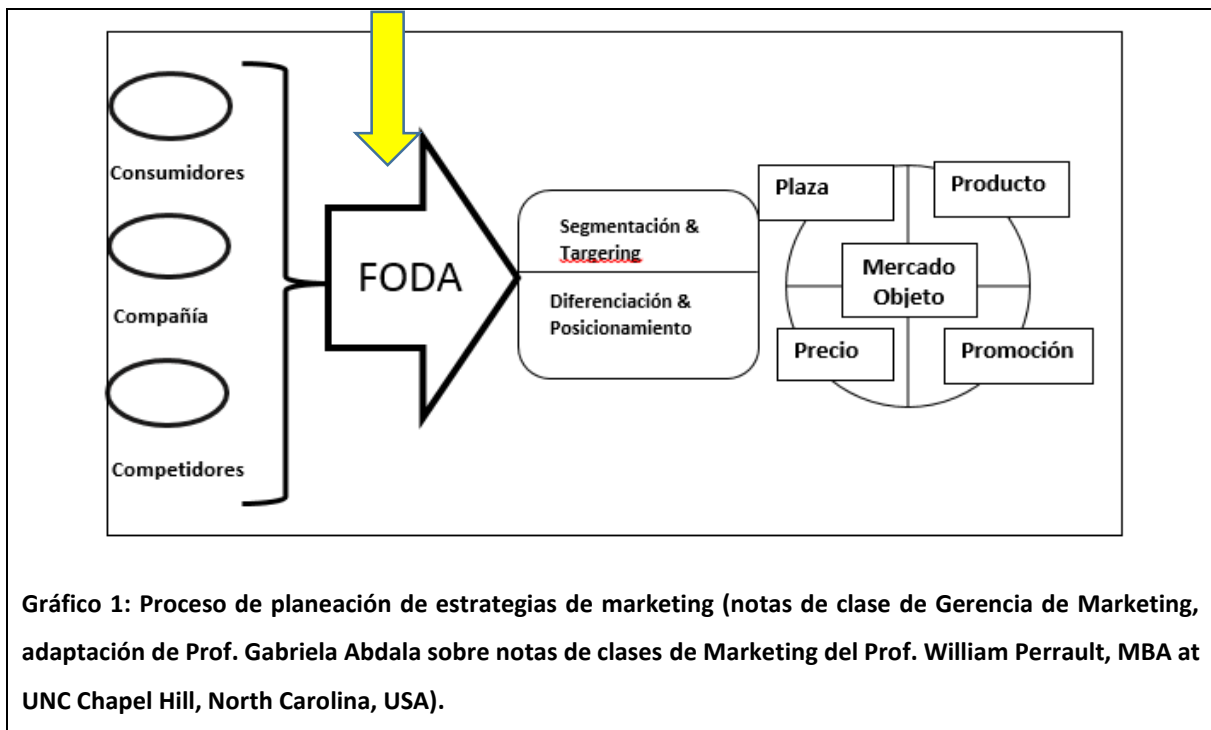 Consumidores
Compañía
Competidores
FODA
Segmentación &
Targering
Diferenciación &
Posicionamiento
Plaza
Producto
Mercado
Objeto
Precio
Promoción
Gráfico 1: Proceso de planeación de estrategias de marketing (notas de clase de Gerencia de Marketing,
adaptación de Prof. Gabriela Abdala sobre notas de clases de Marketing del Prof. William Perrault, MBA at
UNC Chapel Hill, North Carolina, USA).